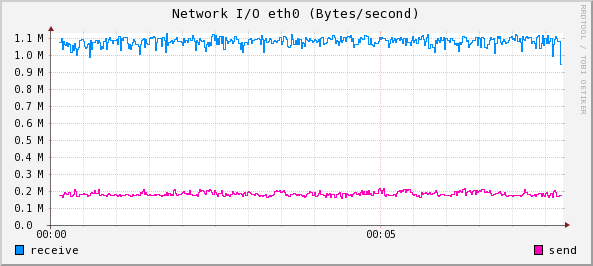 Network I/O eth0 (Bytes/second)
RRDTOOL / TOBI OETIKER
1.1 M
1.0 M
0.9 M
0.8 M
0.7 M
0.6 M
0.5 M
0.4 M
0.3 M
0.2 M
0.1 M
0.0
00:00 00:05
receive send